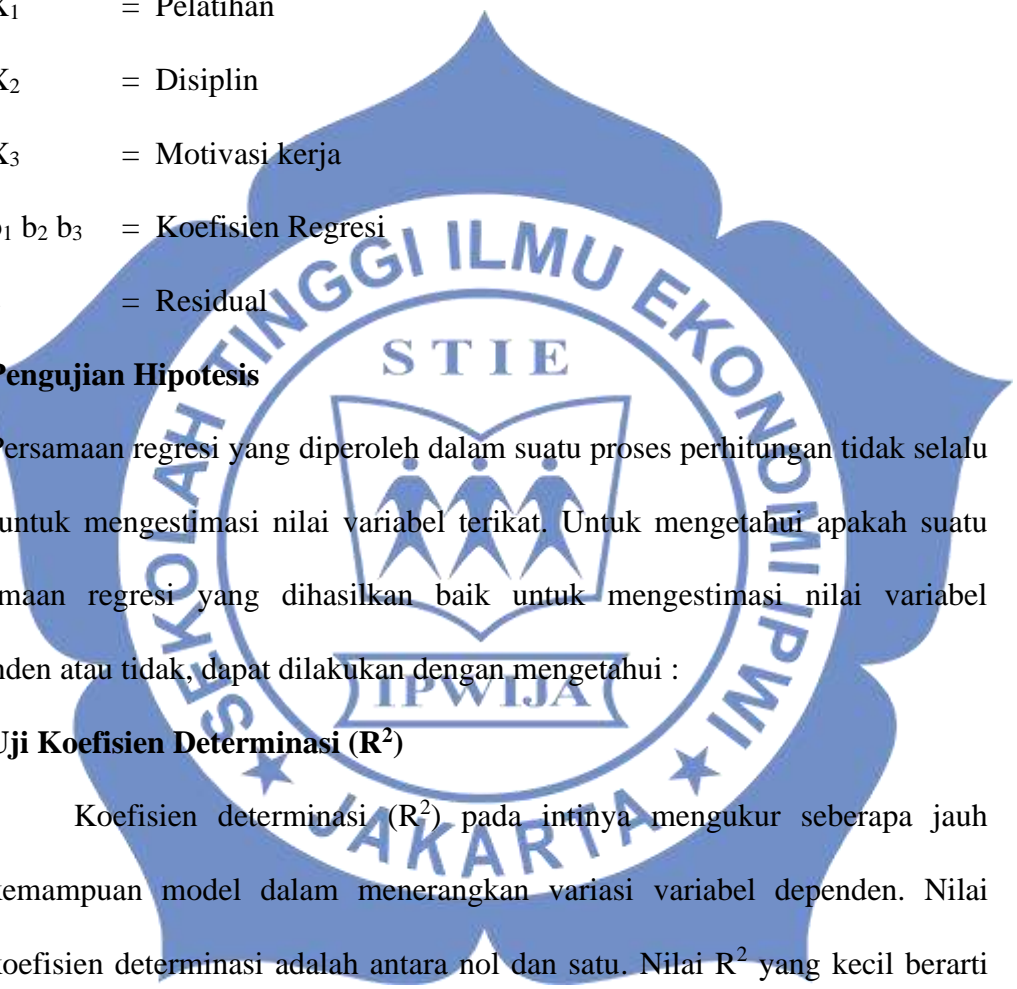 X₁ = Pelatihan
X₂ = Disiplin
X₃ = Motivasi kerja
b₁ b₂ b₃ = Koefisien Regresi
= Residual
Pengujian Hipotesis
Persamaan regresi yang diperoleh dalam suatu proses perhitungan tidak selalu
untuk mengestimasi nilai variabel terikat. Untuk mengetahui apakah suatu
maan regresi yang dihasilkan baik untuk mengestimasi nilai variabel
nden atau tidak, dapat dilakukan dengan mengetahui :
Uji Koefisien Determinasi (R²)
Koefisien determinasi (R²) pada intinya mengukur seberapa jauh
kemampuan model dalam menerangkan variasi variabel dependen. Nilai
koefisien determinasi adalah antara nol dan satu. Nilai R² yang kecil berarti
SEKOLAH TINGGI ILMU EKONOMI IPWI
STIE
IPWIJA
JAKARTA